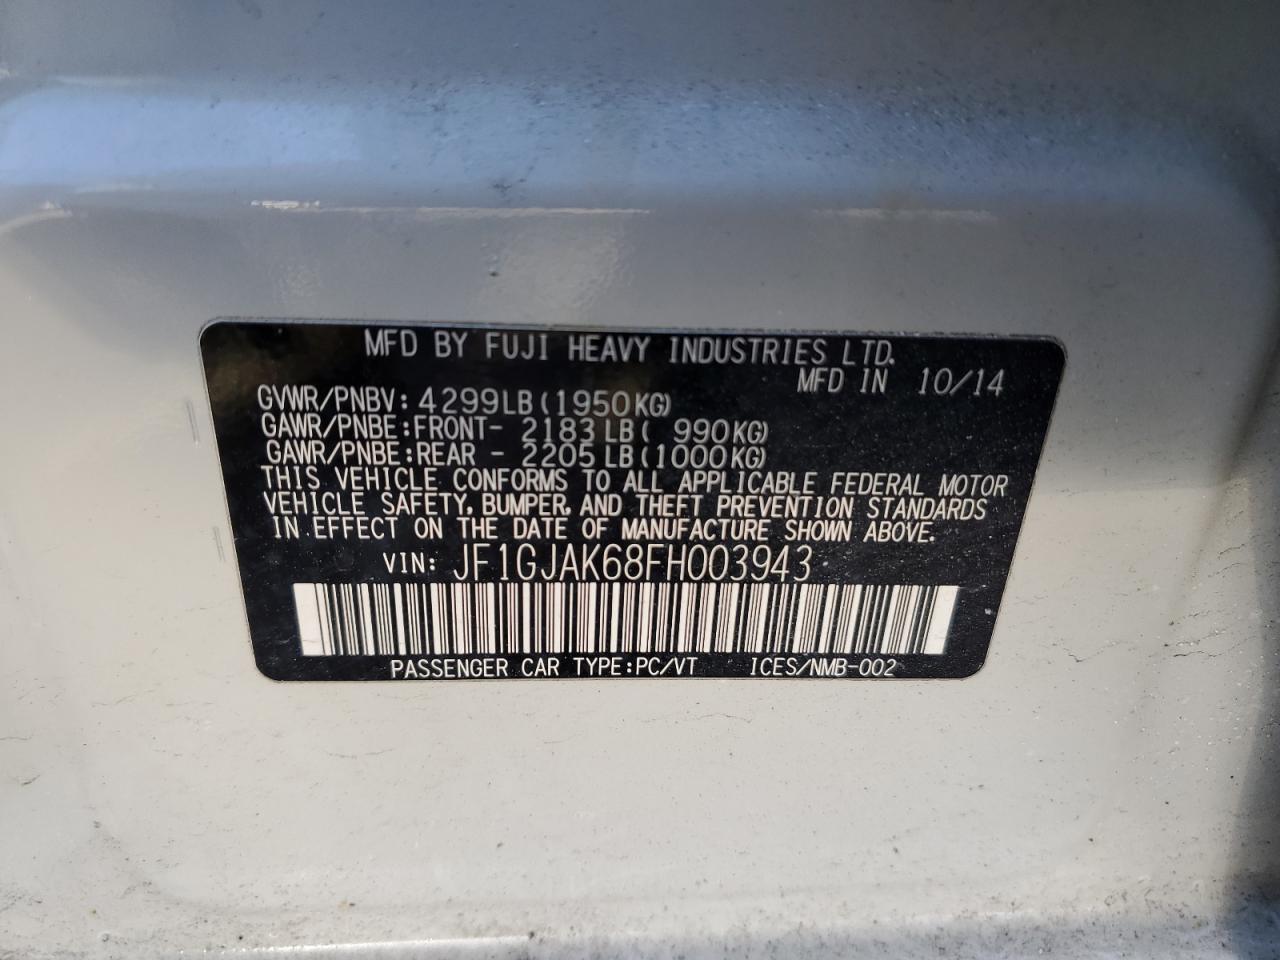 MFD BY FUJI HEAVY INDUSTRIES LTD.
MFD IN 10/14
GVWR/PNBV: 4299LB(1950KG)
GAWR/PNBE:FRONT- 2183LB( 990KG)
GAWR/PNBE:REAR - 2205LB(1000KG)
THIS VEHICLE CONFORMS TO ALL APPLICABLE FEDERAL MOTOR
VEHICLE SAFETY, BUMPER, AND THEFT PREVENTION STANDARDS
IN EFFECT ON THE DATE OF MANUFACTURE SHOWN ABOVE.
VIN: JF1GJAK68FH003943
PASSENGER CAR TYPE:PC/VT ICES/NMB-002